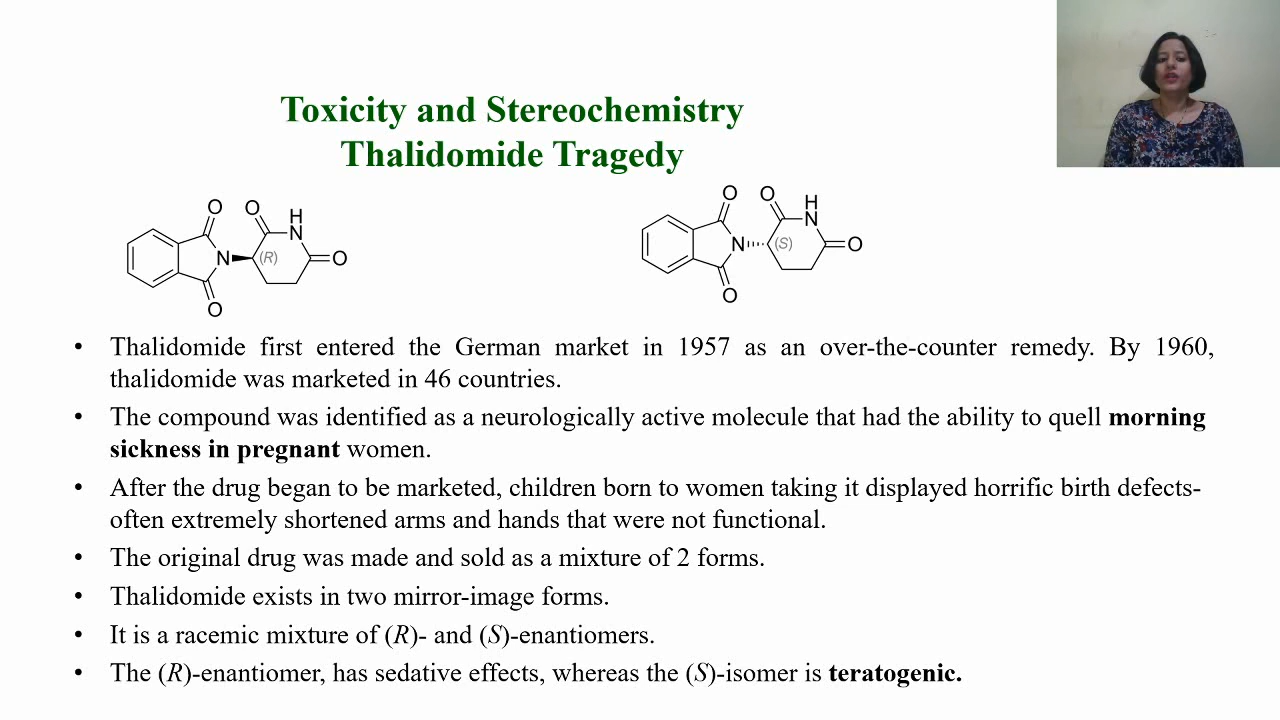 Toxicity and Stereochemistry
Thalidomide Tragedy
O O H
N
N (R) O
O
O O H
N
N (S) O
O
• Thalidomide first entered the German market in 1957 as an over-the-counter remedy. By 1960,
thalidomide was marketed in 46 countries.
• The compound was identified as a neurologically active molecule that had the ability to quell morning
sickness in pregnant women.
• After the drug began to be marketed, children born to women taking it displayed horrific birth defects-
often extremely shortened arms and hands that were not functional.
• The original drug was made and sold as a mixture of 2 forms.
• Thalidomide exists in two mirror-image forms.
• It is a racemic mixture of (R)- and (S)-enantiomers.
• The (R)-enantiomer, has sedative effects, whereas the (S)-isomer is teratogenic.